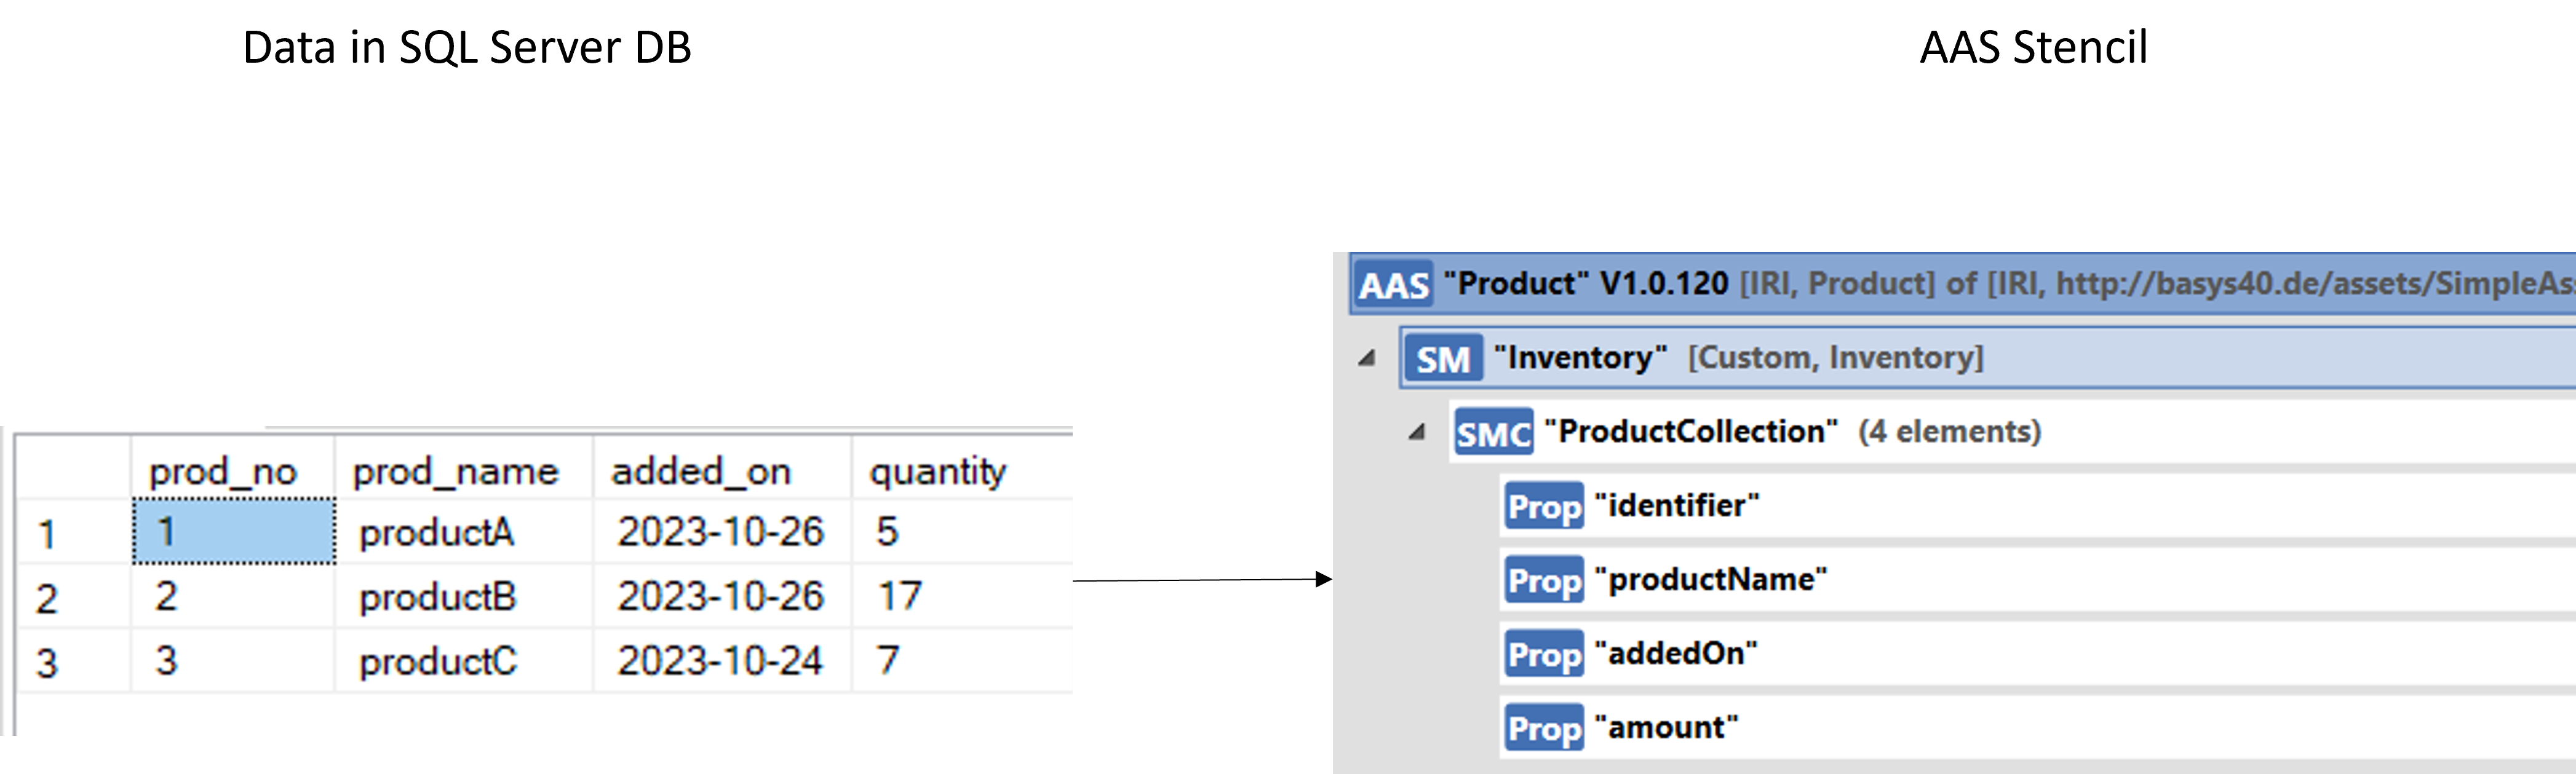 Data in SQL Server DB
AAS Stencil
prod_no prod_name added_on quantity
1 1 productA 2023-10-26 5
2 2 productB 2023-10-26 17
3 3 productC 2023-10-24 7
AAS "Product" V1.0.120 [IRI, Product] of [IRI, http://basys40.de/assets/SimpleAs
SM "Inventory" [Custom, Inventory]
SMC "ProductCollection" (4 elements)
Prop "identifier"
Prop "productName"
Prop "addedOn"
Prop "amount"